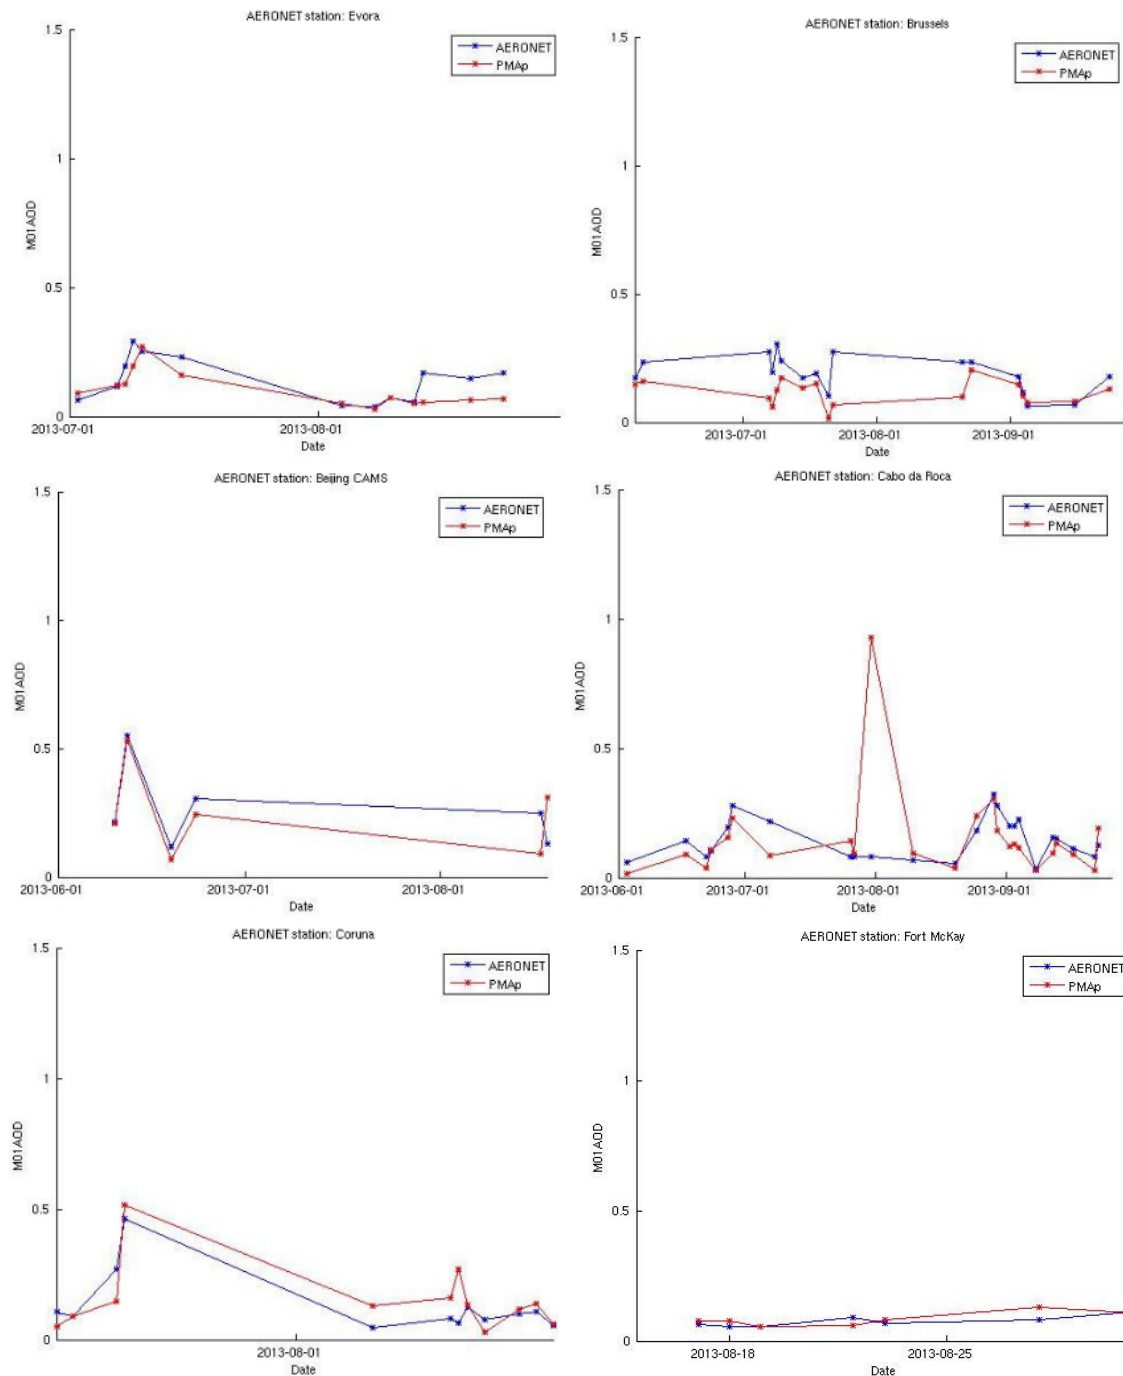 AERONET station: Evora
1.5
AERONET
PMAp
1
M01AOD
0.5
0
2013-07-01
2013-08-01
Date
AERONET station: Brussels
1.5
AERONET
PMAp
1
M01AOD
0.5
0
2013-07-01
2013-08-01
2013-09-01
Date
AERONET station: Beijing CAMS
1.5
AERONET
PMAp
1
M01AOD
0.5
0
2013-06-01
2013-07-01
2013-08-01
Date
AERONET station: Cabo da Roca
1.5
AERONET
PMAp
1
M01AOD
0.5
0
2013-06-01
2013-07-01
2013-08-01
2013-09-01
Date
AERONET station: Coruna
1.5
AERONET
PMAp
1
M01AOD
0.5
0
2013-08-01
Date
AERONET station: Fort McKay
1.5
AERONET
PMAp
1
M01AOD
0.5
0
2013-08-18
2013-08-25
Date